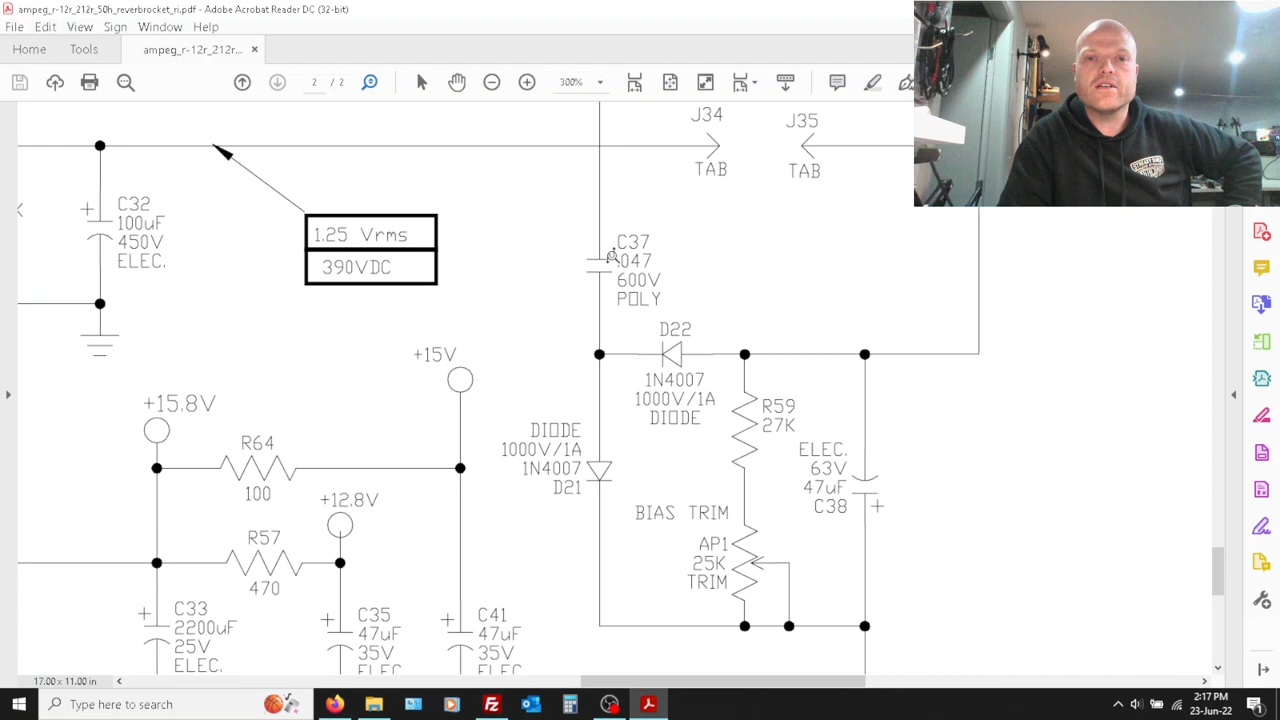 ampeg_r-12r_212r_50h_reverbrocket_ri.pdf - Adobe Acrobat Reader DC (32-bit)
File Edit View Sign Window Help
Home Tools ampeg_r-12r_212r... ×
2 / 2 300%
J34
TAB
J35
TAB
C32
100uF
450V
ELEC.
1.25 Vrms
390VDC
C37
.047
600V
POLY
D22
1N4007
1000V/1A
DIODE
+15V
+15.8V
R64
100
+12.8V
R57
470
DIODE
1000V/1A
1N4007
D21
R59
27K
ELEC.
63V
47uF
C38
BIAS TRIM
AP1
25K
TRIM
C33
2200uF
25V
ELEC.
C35
47uF
35V
ELEC.
C41
47uF
35V
ELEC.
17.00 x 11.00 in
Type here to search
2:17 PM
23-Jun-22